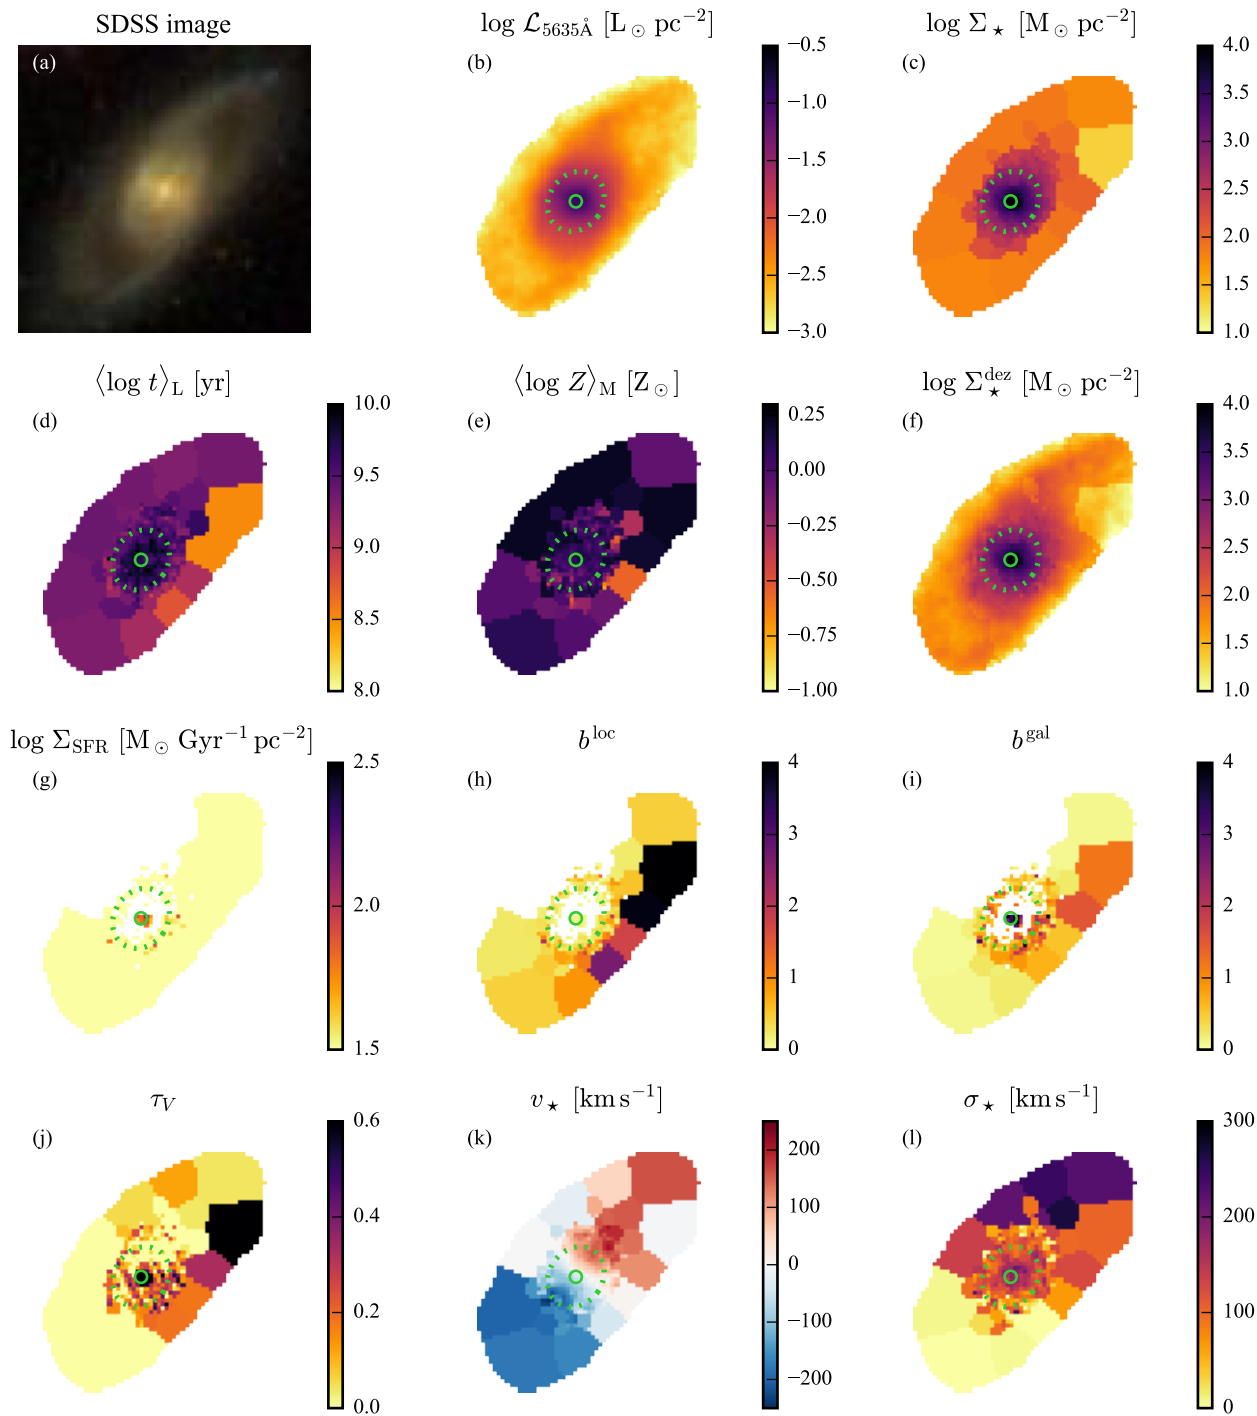 SDSS image
log ℒ5635Å [L⊙ pc−2]
log Σ⋆ [M⊙ pc−2]
(a)
(b)
(c)
−0.5
−1.0
−1.5
−2.0
−2.5
−3.0
4.0
3.5
3.0
2.5
2.0
1.5
1.0
⟨log t⟩L [yr]
⟨log Z⟩M [Z⊙]
log Σ⋆dez [M⊙ pc−2]
(d)
(e)
(f)
10.0
9.5
9.0
8.5
8.0
0.25
0.00
−0.25
−0.50
−0.75
−1.00
4.0
3.5
3.0
2.5
2.0
1.5
1.0
log ΣSFR [M⊙ Gyr−1 pc−2]
bloc
bgal
(g)
(h)
(i)
2.5
2.0
1.5
4
3
2
1
0
4
3
2
1
0
τV
v⋆ [km s−1]
σ⋆ [km s−1]
(j)
(k)
(l)
0.6
0.4
0.2
0.0
200
100
0
−100
−200
300
200
100
0